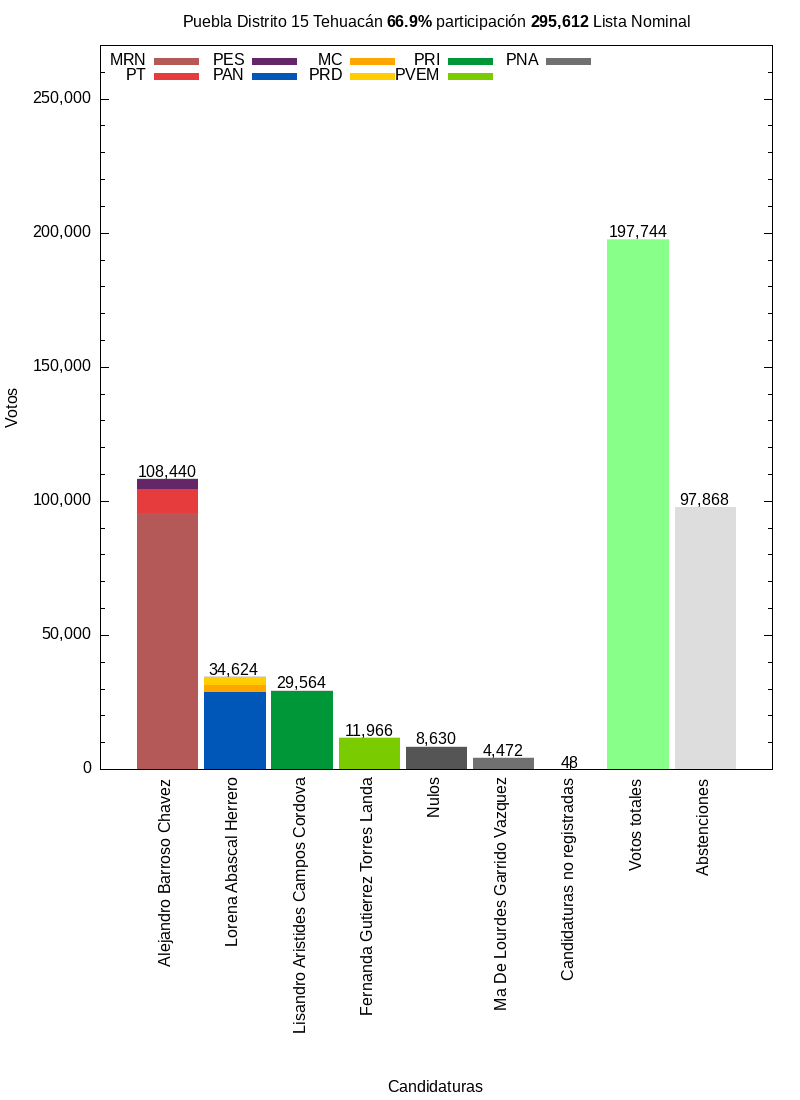 Puebla Distrito 15 Tehuacán 66.9% participación 295,612 Lista Nominal
MRN PES MC PRI PNA
PT PAN PRD PVEM
250,000
200,000
150,000
100,000
50,000
0
Votos
108,440
34,624
29,564
11,966
8,630
4,472
48
197,744
97,868
Alejandro Barroso Chavez
Lorena Abascal Herrero
Lisandro Aristides Campos Cordova
Fernanda Gutierrez Torres Landa
Nulos
Ma De Lourdes Garrido Vazquez
Candidaturas no registradas
Votos totales
Abstenciones
Candidaturas